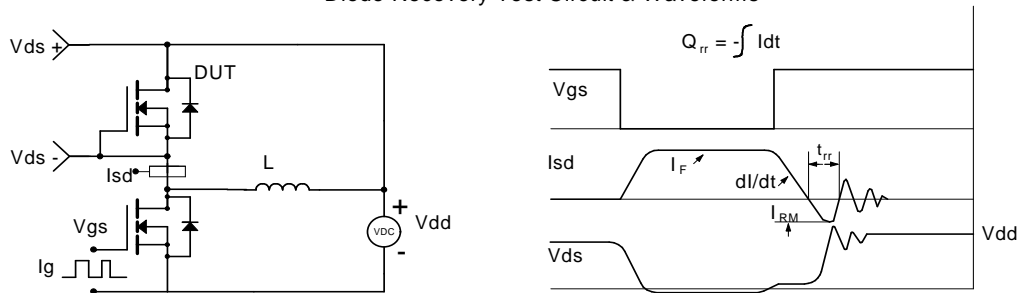 Diode Recovery Test Circuit & Waveforms
Vds +
DUT
Vds -
Isd
L
Vgs
Ig
+
VDC
-
Vdd
Q rr = -∫ Idt
Vgs
Isd
I F
dI/dt
t rr
I RM
Vds
Vdd